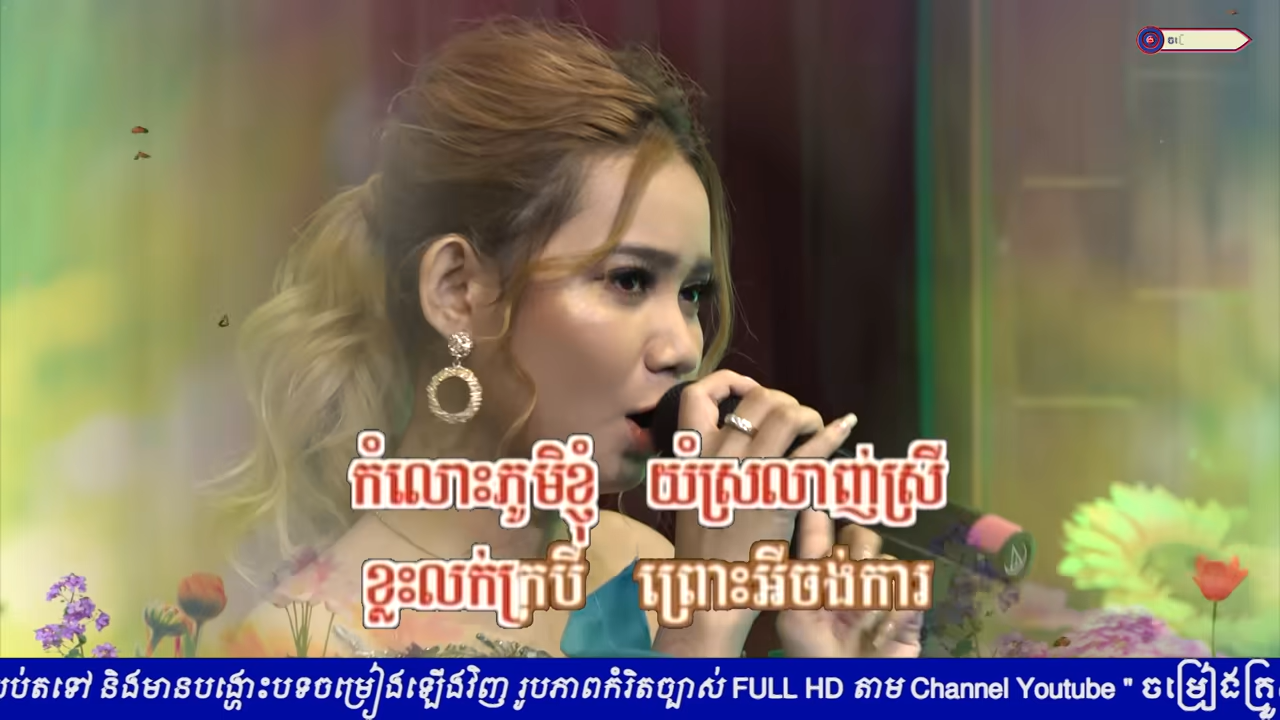 កំលោះភូមិខ្ញុំ យំស្រលាញ់ស្រី
ខ្លះលក់ក្របី ព្រោះអីចង់ការ
និងមានបង្ហោះបទចម្រៀងឡើងវិញ រូបភាពកំរិតច្បាស់ FULL HD តាម Channel Youtube "